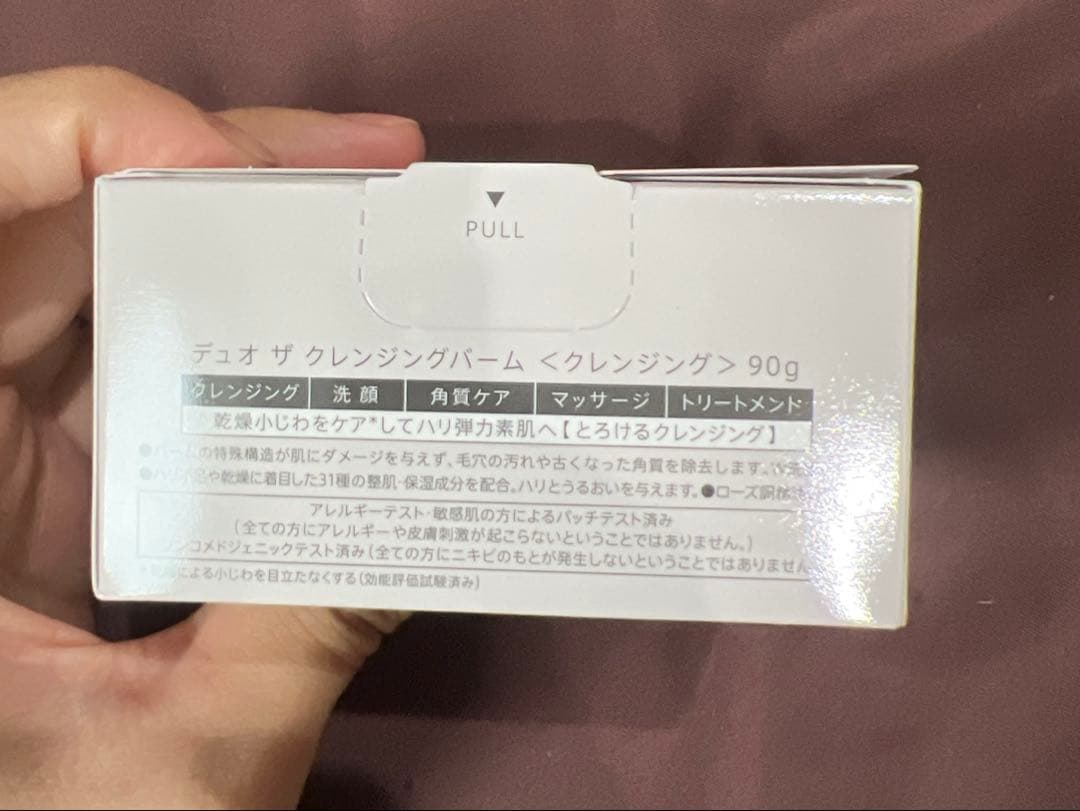 ▼
PULL
デュオ ザ クレンジングバーム ＜クレンジング＞ 90g
クレンジング 洗顔 角質ケア マッサージ トリートメント
乾燥小じわをケア*してハリ弾力素肌へ【とろけるクレンジング】
●バームの特殊構造が肌にダメージを与えず、毛穴の汚れや古くなった角質を除去します。
●ハリ不足や乾燥に着目した31種の整肌・保湿成分を配合。ハリとうるおいを与えます。●ローズ調
アレルギーテスト・敏感肌の方によるパッチテスト済み
（全ての方にアレルギーや皮膚刺激が起こらないということではありません。）
ノンコメドジェニックテスト済み（全ての方にニキビのもとが発生しないということではありません
*乾燥による小じわを目立たなくする（効能評価試験済み）